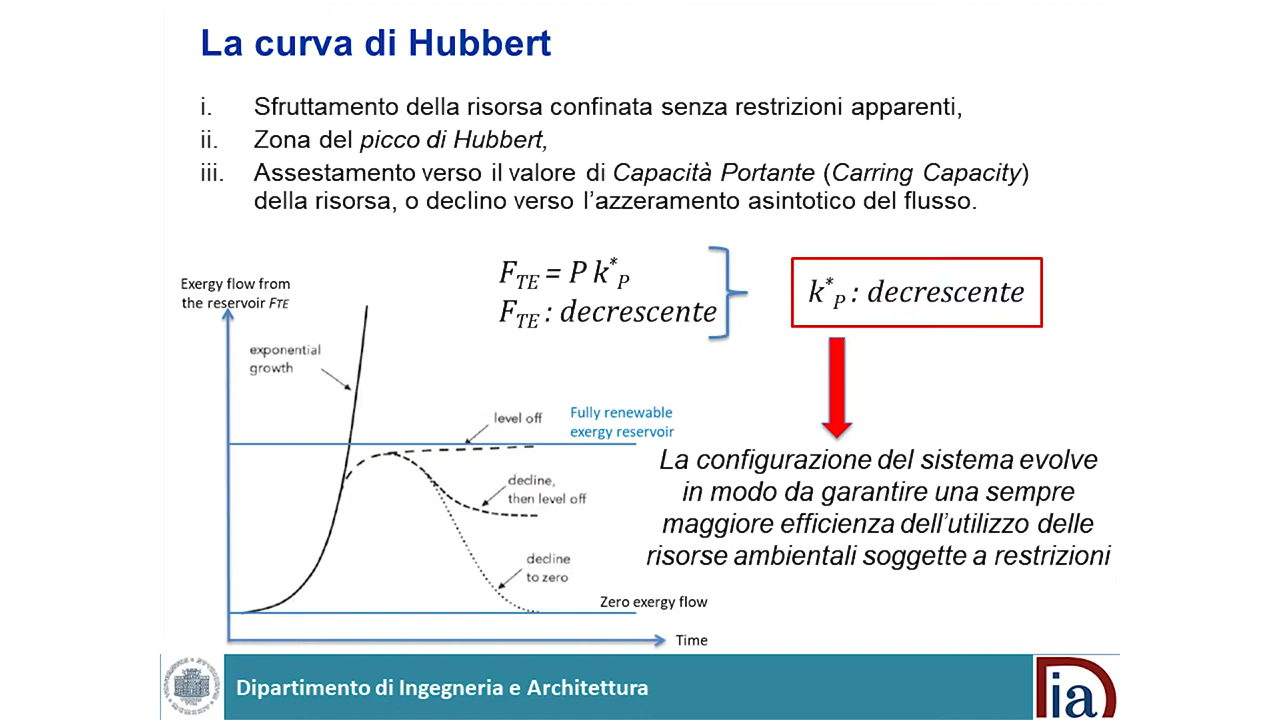 La curva di Hubbert
i. Sfruttamento della risorsa confinata senza restrizioni apparenti,
ii. Zona del picco di Hubbert,
iii. Assestamento verso il valore di Capacità Portante (Carring Capacity)
della risorsa, o declino verso l'azzeramento asintotico del flusso.
F_TE = P k*_P
F_TE : decrescente
k*_P : decrescente
Exergy flow from
the reservoir F_TE
exponential
growth
level off
Fully renewable
exergy reservoir
decline,
then level off
decline
to zero
Zero exergy flow
Time
La configurazione del sistema evolve
in modo da garantire una sempre
maggiore efficienza dell'utilizzo delle
risorse ambientali soggette a restrizioni
Dipartimento di Ingegneria e Architettura
Dia